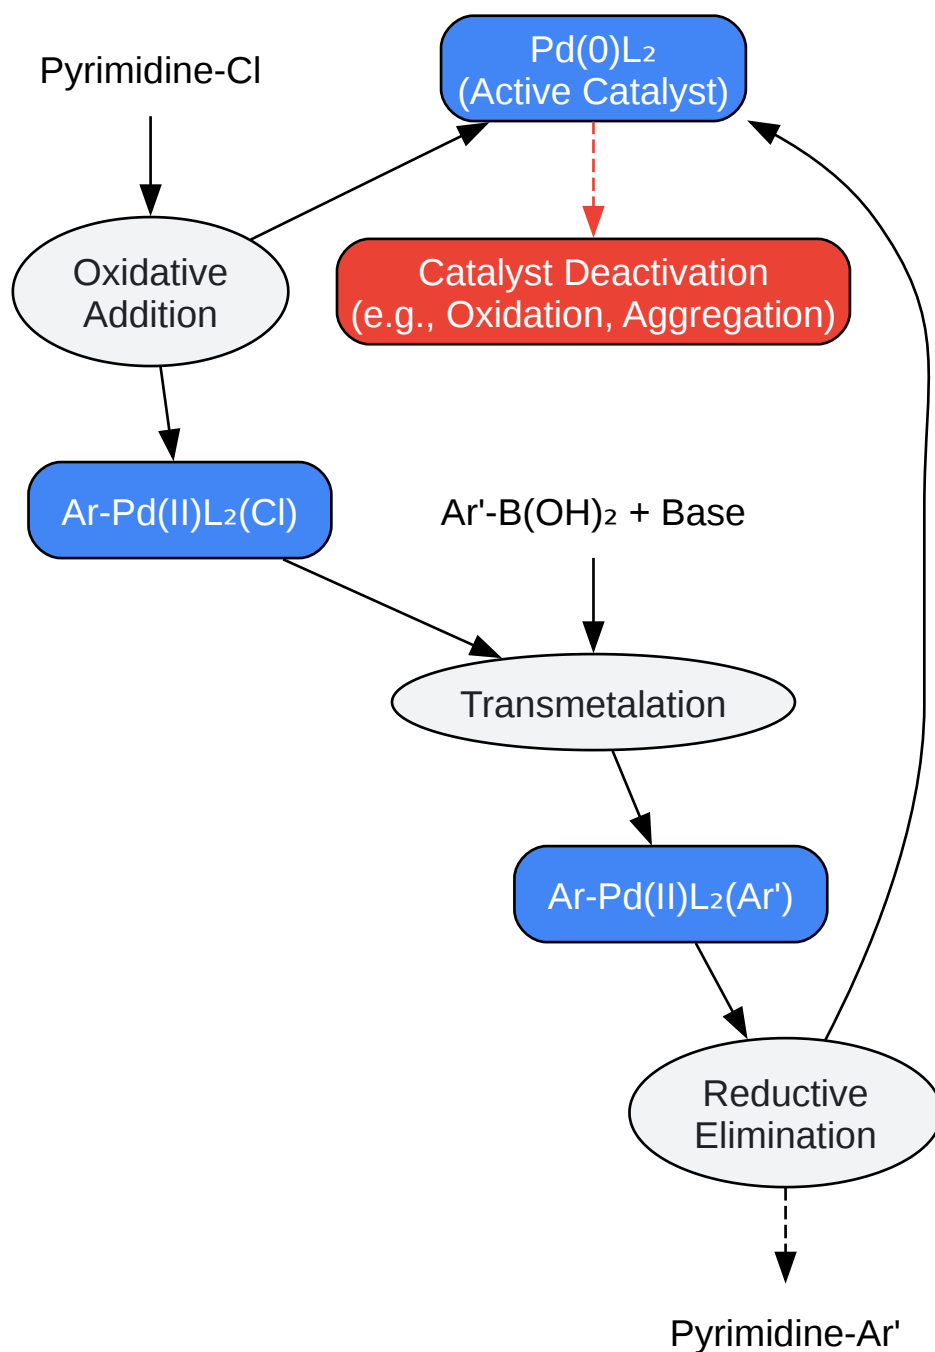 Pd(0)L₂
(Active Catalyst)
Pyrimidine-Cl
Oxidative
Addition
Catalyst Deactivation
(e.g., Oxidation, Aggregation)
Ar-Pd(II)L₂(Cl)
Ar'-B(OH)₂ + Base
Transmetalation
Ar-Pd(II)L₂(Ar')
Reductive
Elimination
Pyrimidine-Ar'